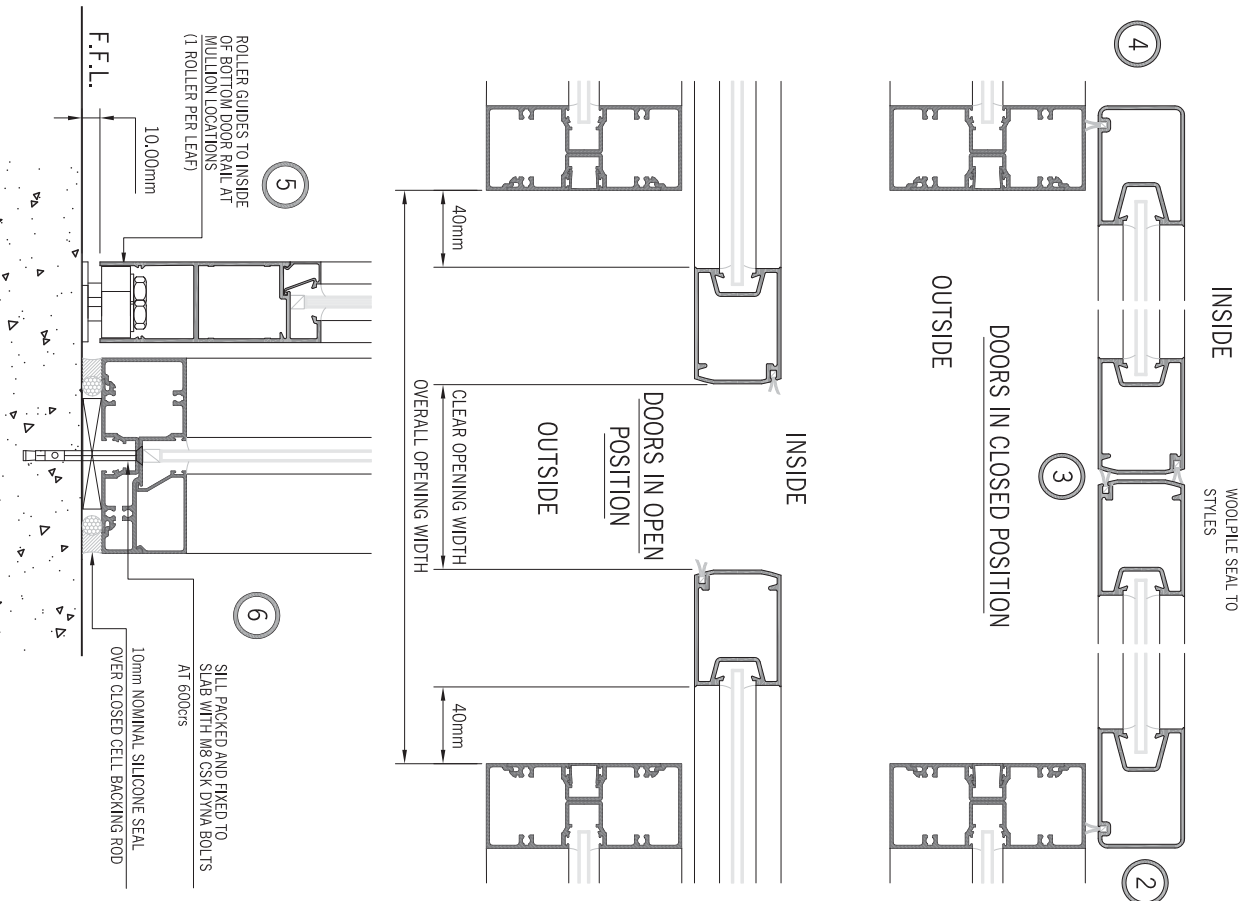 4
INSIDE
WOOLPILE SEAL TO
STYLES
3
2
OUTSIDE
DOORS IN CLOSED POSITION
INSIDE
DOORS IN OPEN
POSITION
OUTSIDE
40mm
CLEAR OPENING WIDTH
40mm
OVERALL OPENING WIDTH
5
ROLLER GUIDES TO INSIDE
OF BOTTOM DOOR RAIL AT
MULLION LOCATIONS
(1 ROLLER PER LEAF)
10.00mm
F.F.L.
6
SILL PACKED AND FIXED TO
SLAB WITH M8 CSK DYNA BOLTS
AT 600crs
10mm NOMINAL SILICONE SEAL
OVER CLOSED CELL BACKING ROD